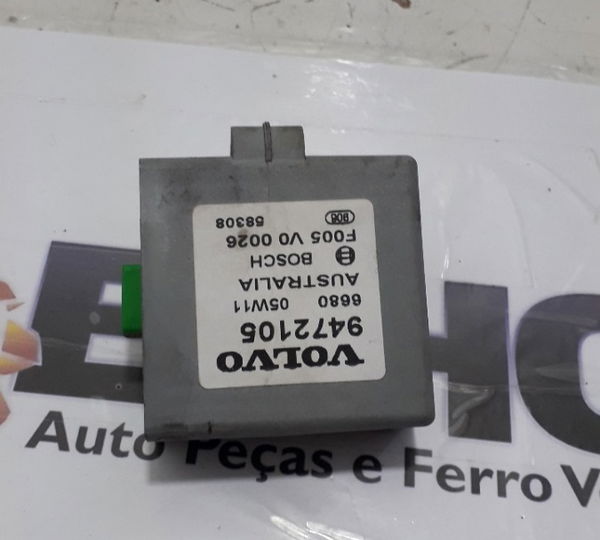 VOLVO
9472105
6680 05W11
AUSTRALIA
BOSCH
F005 V0 0026
58308
Auto Peças e Ferro